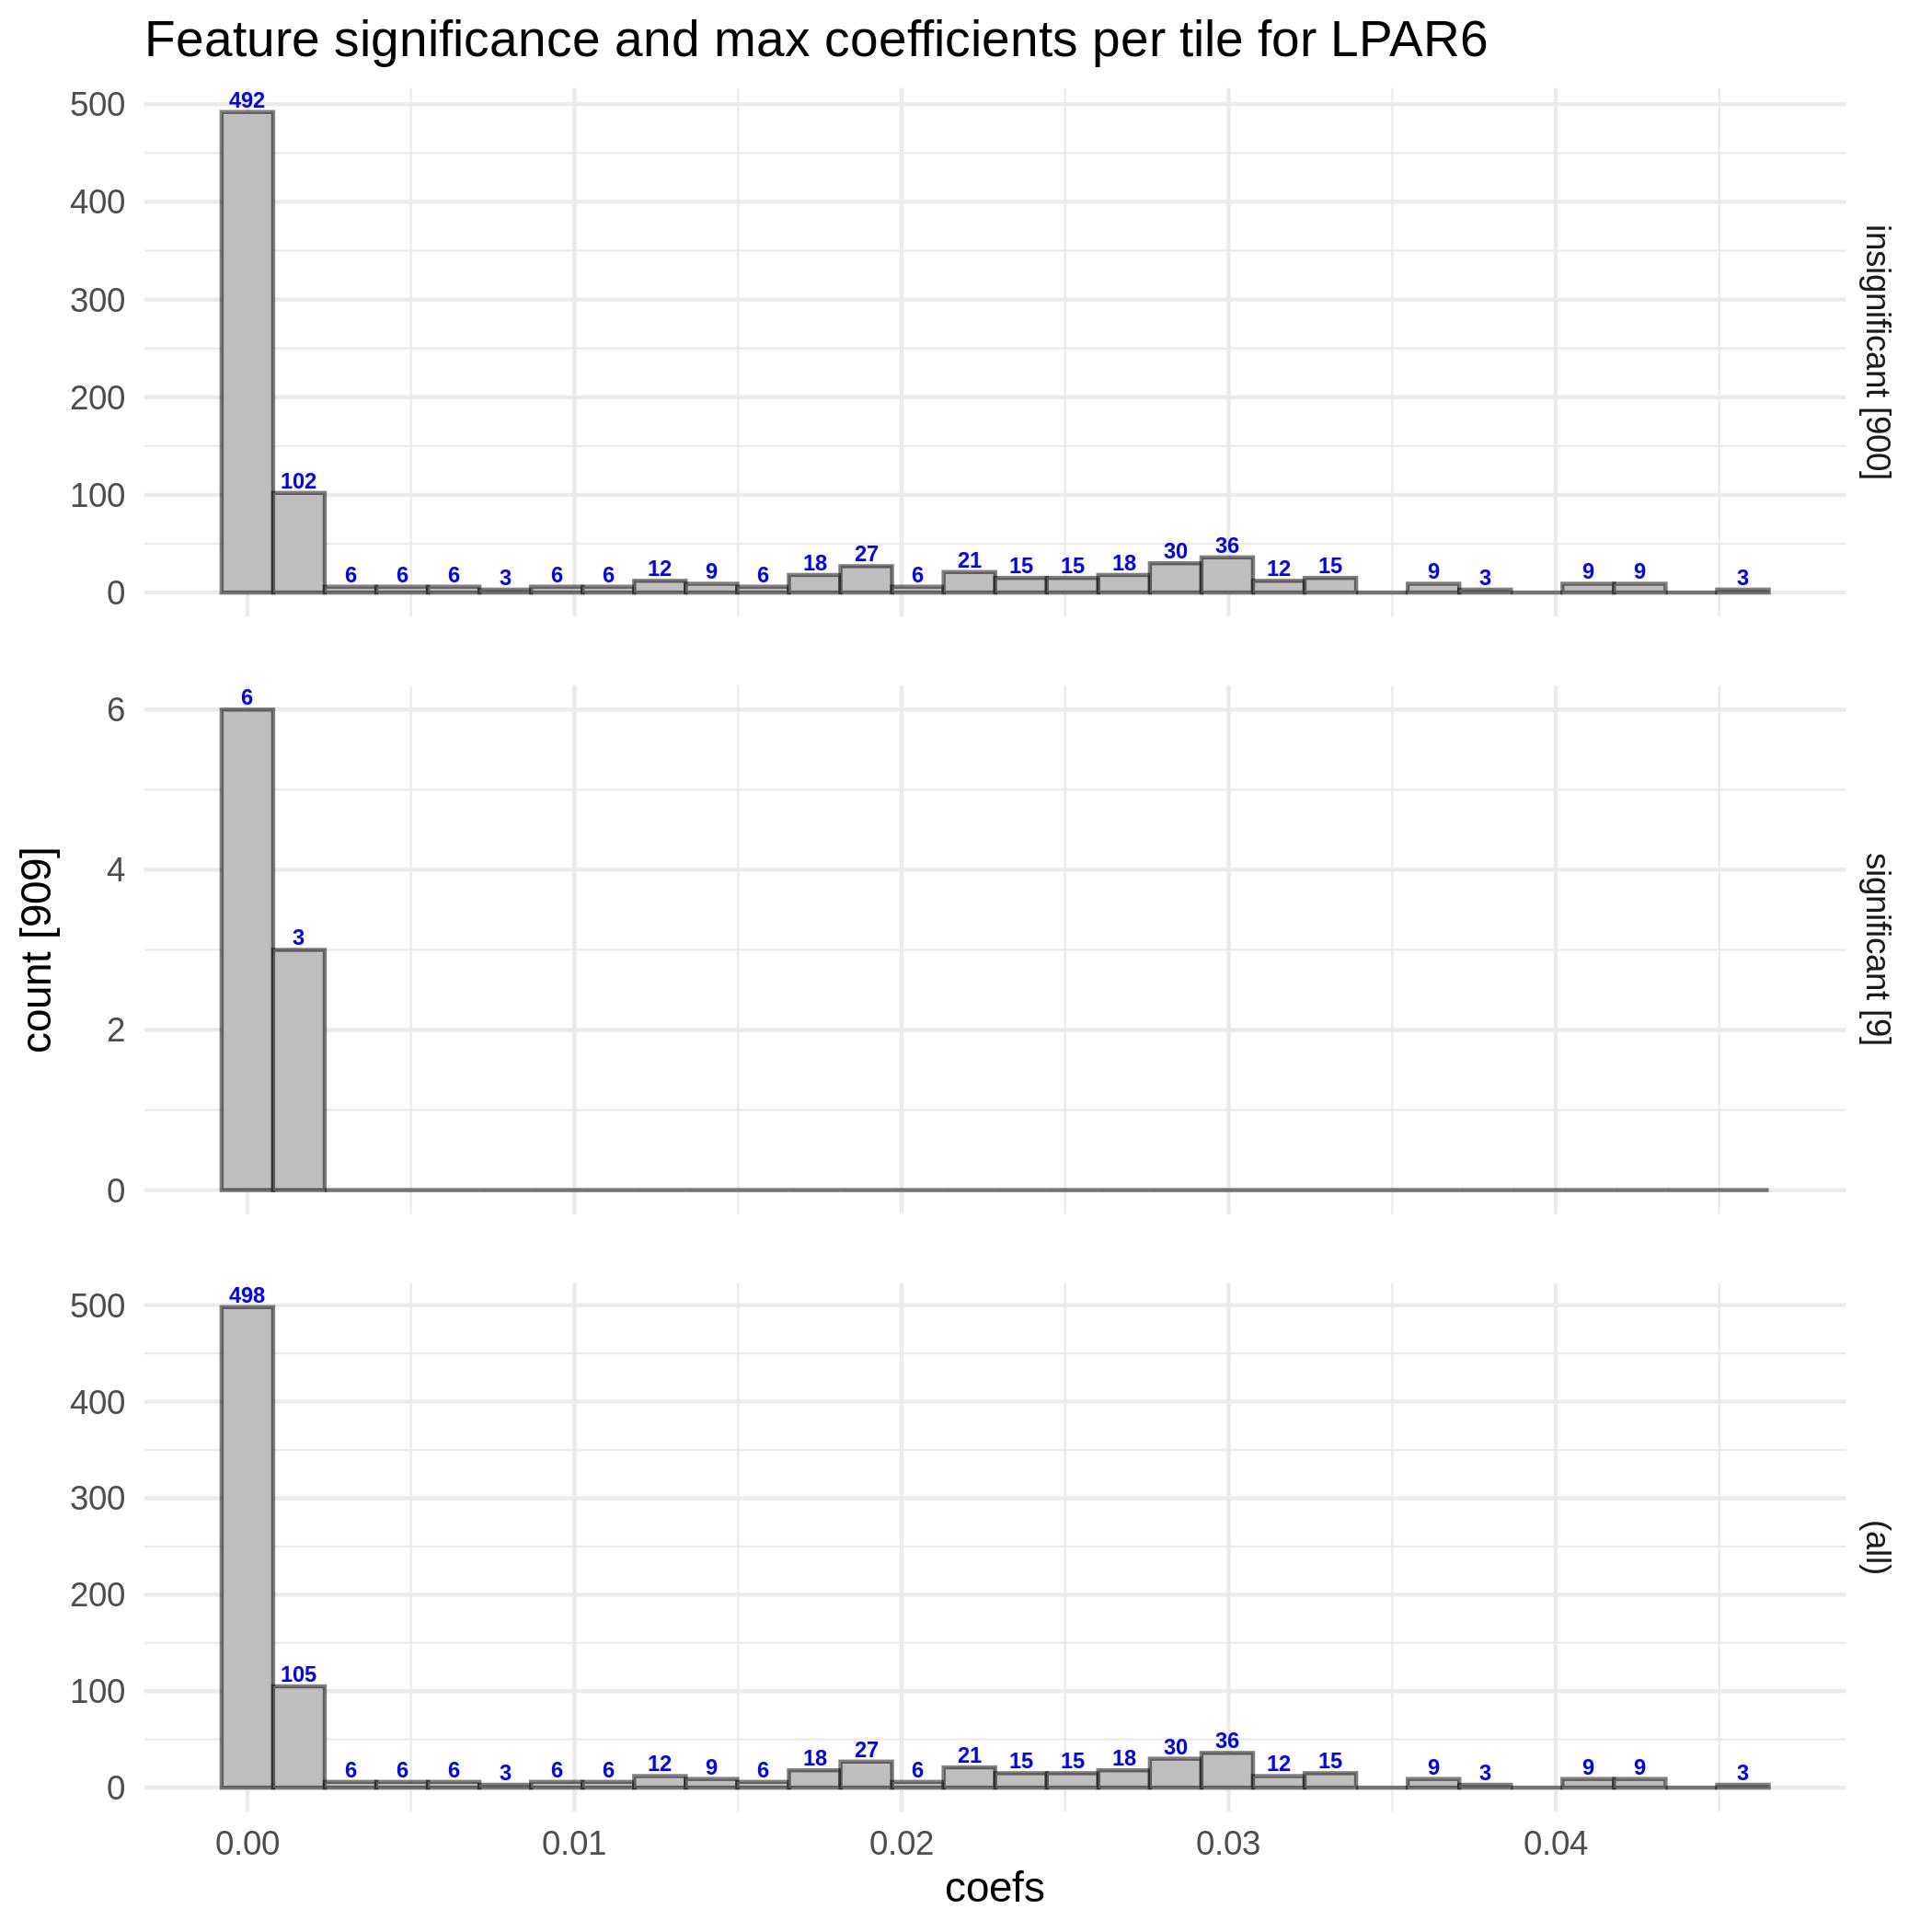 Feature significance and max coefficients per tile for LPAR6
500
400
300
200
100
0
492
102
6 6 6 3 6 6 12 9 6 18 27 6 21 15 15 18 30 36 12 15 9 3 9 9 3
insignificant [900]
count [909]
6
4
2
0
6
3
significant [9]
500
400
300
200
100
0
498
105
6 6 6 3 6 6 12 9 6 18 27 6 21 15 15 18 30 36 12 15 9 3 9 9 3
(all)
0.00 0.01 0.02 0.03 0.04
coefs